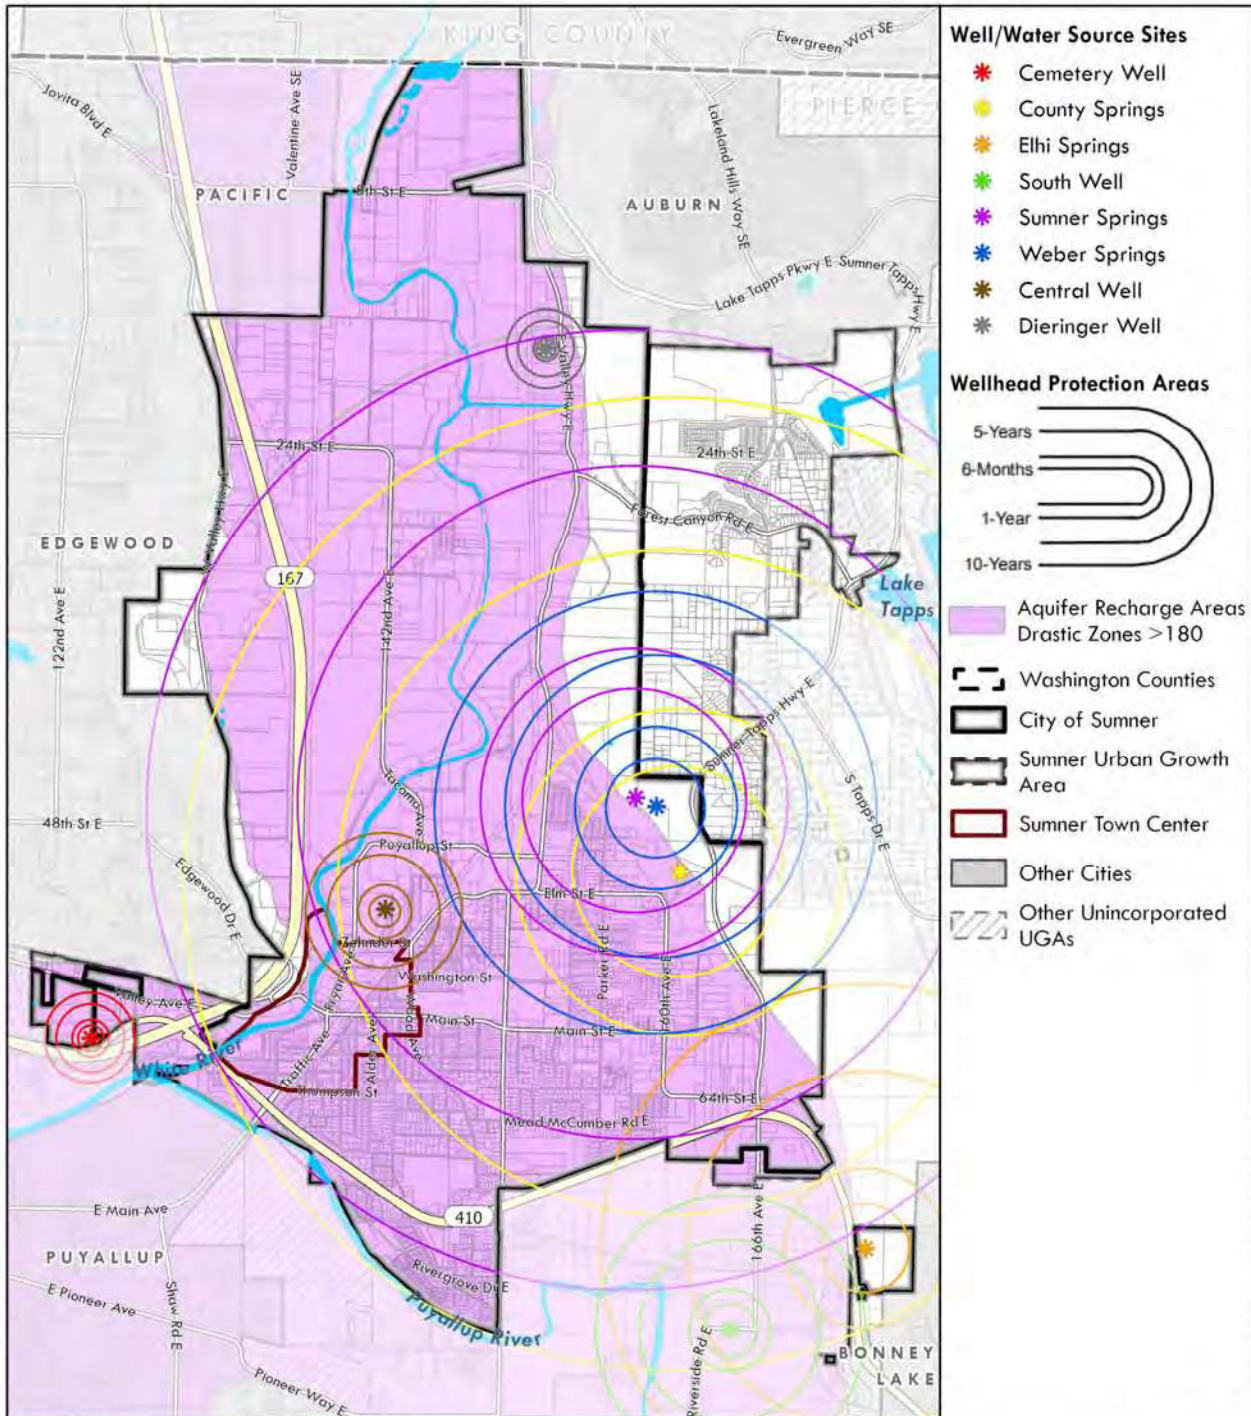 KING COUNTY
Evergreen Way SE
PIERCE
Jovita Blvd E
Valentine Ave SE
Lakeland Hills Way SE
PACIFIC
8th St E
AUBURN
Lake Tapps Pkwy E
Sumner Tapps Hwy E
E Valley Hwy E
24th St E
24th St E
Forest Canyon Rd E
W Valley Hwy E
EDGEWOOD
167
142nd Ave E
122nd Ave E
Lake
Tapps
Sumner-Tapps Hwy E
S Tapps Dr E
Tacoma Ave
48th St E
Puyallup St
Edgewood Dr E
Elm St E
Zehnder St
Parker Rd E
160th Ave E
Washington St
Fryar Ave
Wood Ave
Valley Ave E
Main St
Main St E
White River
Traffic Ave
Alder Ave
Thompson St
64th St E
Mead McCumber Rd E
166th Ave E
E Main Ave
410
PUYALLUP
Rivergrove Dr E
E Pioneer Ave
Shaw Rd E
Puyallup River
Riverside Rd E
BONNEY
LAKE
Pioneer Way E
Well/Water Source Sites
Cemetery Well
County Springs
Elhi Springs
South Well
Sumner Springs
Weber Springs
Central Well
Dieringer Well
Wellhead Protection Areas
5-Years
6-Months
1-Year
10-Years
Aquifer Recharge Areas
Drastic Zones >180
Washington Counties
City of Sumner
Sumner Urban Growth
Area
Sumner Town Center
Other Cities
Other Unincorporated
UGAs